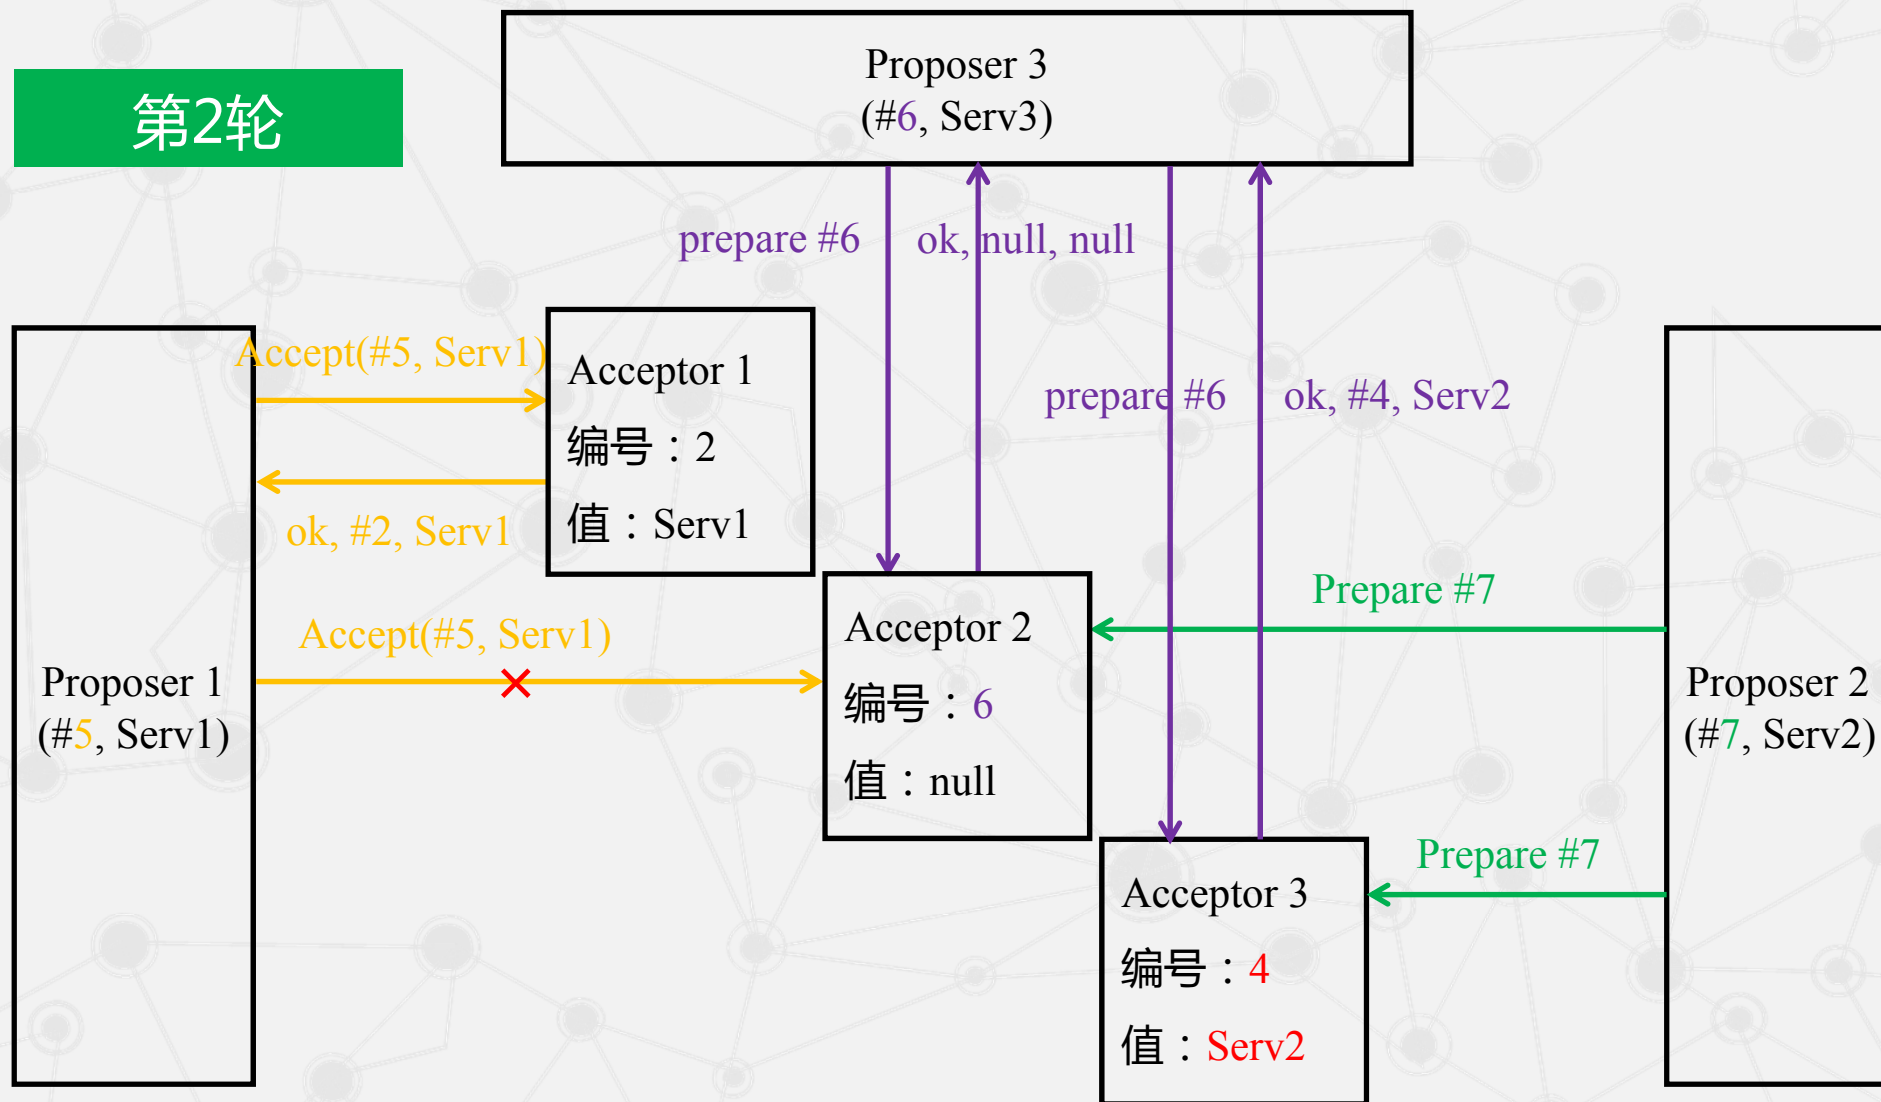 第2轮
Proposer 3
(#6, Serv3)
prepare #6
ok, null, null
Accept(#5, Serv1)
Acceptor 1
编号：2
值：Serv1
ok, #2, Serv1
prepare #6
ok, #4, Serv2
Accept(#5, Serv1)
Proposer 1
(#5, Serv1)
Acceptor 2
编号：6
值：null
Prepare #7
Proposer 2
(#7, Serv2)
Prepare #7
Acceptor 3
编号：4
值：Serv2